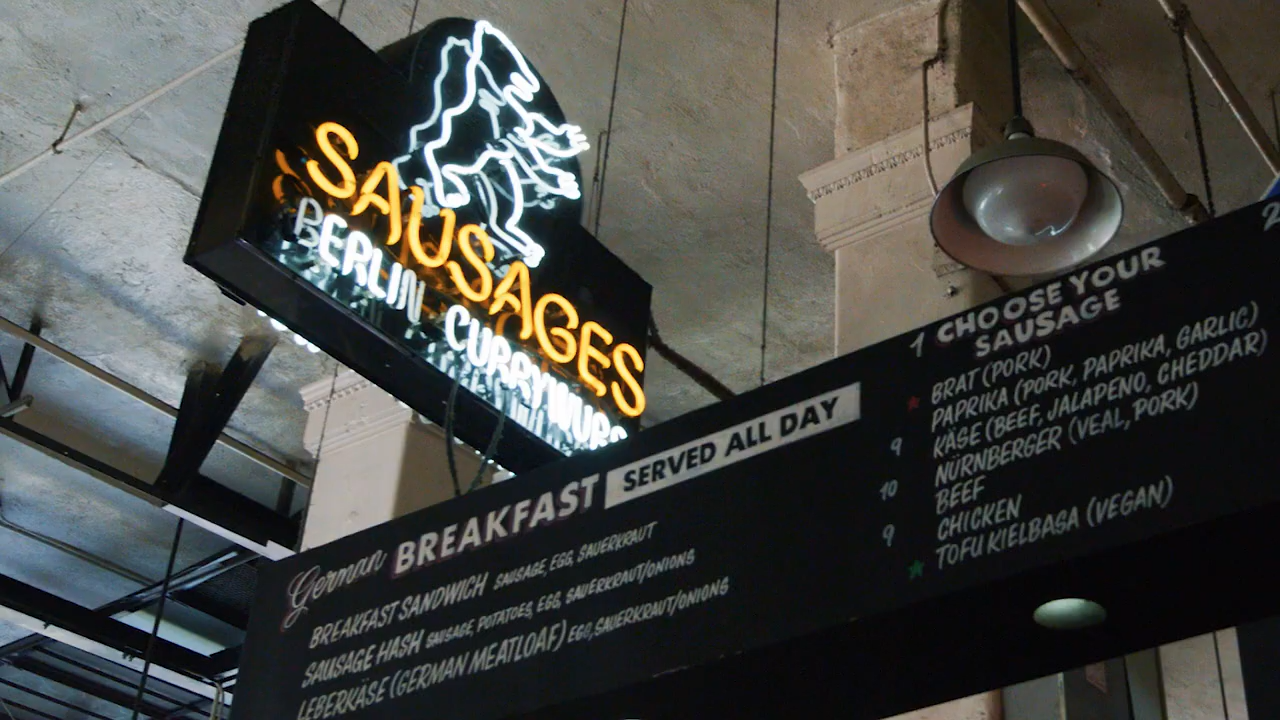 SAUSAGES
BERLIN CURRYWURS
German BREAKFAST SERVED ALL DAY
BREAKFAST SANDWICH SAUSAGE, EGG, SAUERKRAUT
SAUSAGE HASH SAUSAGE, POTATOES, EGG, SAUERKRAUT/ONIONS
LEBERKÄSE (GERMAN MEATLOAF) EGG, SAUERKRAUT/ONIONS
1 CHOOSE YOUR
SAUSAGE
BRAT (PORK)
PAPRIKA (PORK, PAPRIKA, GARLIC)
9 KÄSE (BEEF, JALAPENO, CHEDDAR)
NÜRNBERGER (VEAL, PORK)
10 BEEF
9 CHICKEN
TOFU KIELBASA (VEGAN)
2